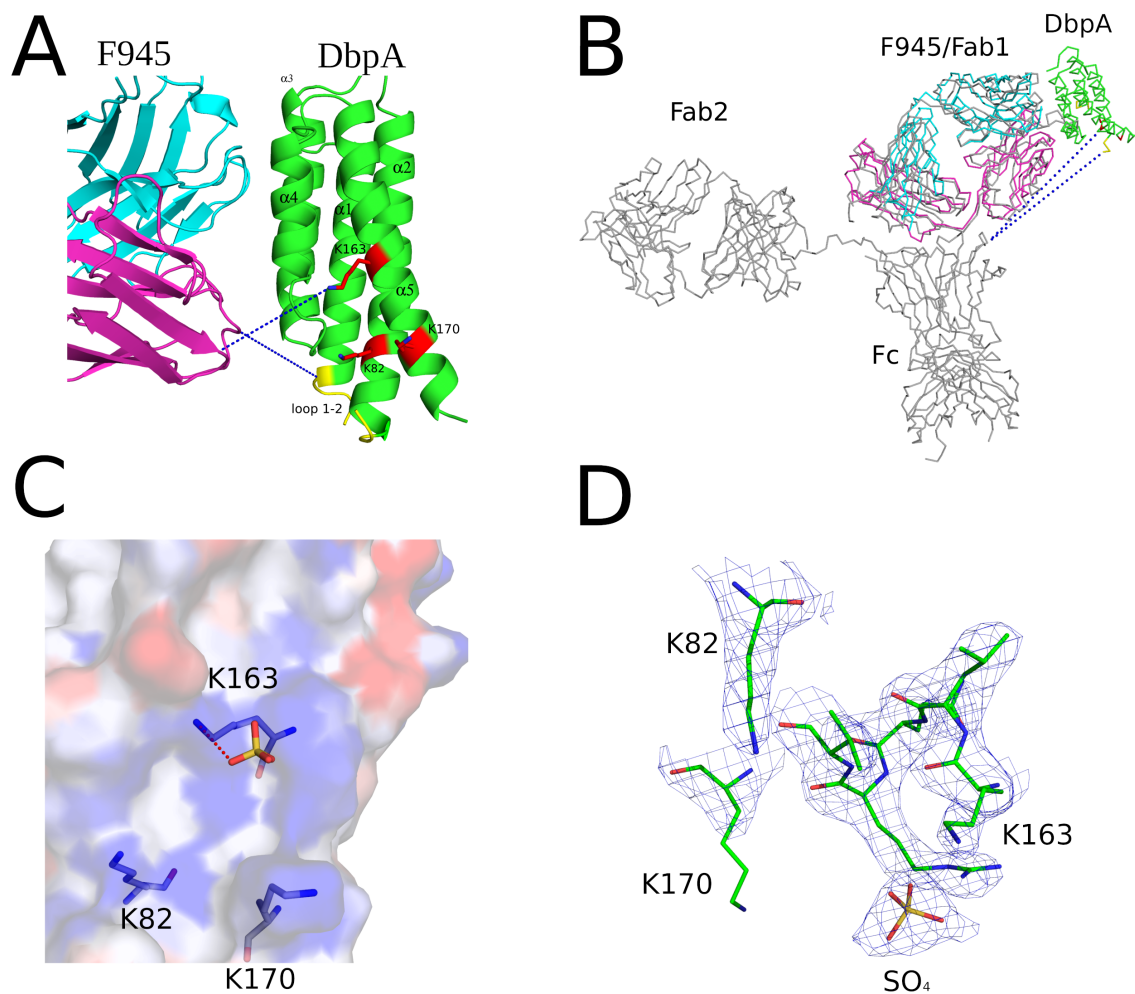 A
F945
DbpA
α3
α2
α4
α1
K163
α5
K170
K82
loop 1-2
B
DbpA
F945/Fab1
Fab2
Fc
C
K163
K82
K170
D
K82
K163
K170
SO₄